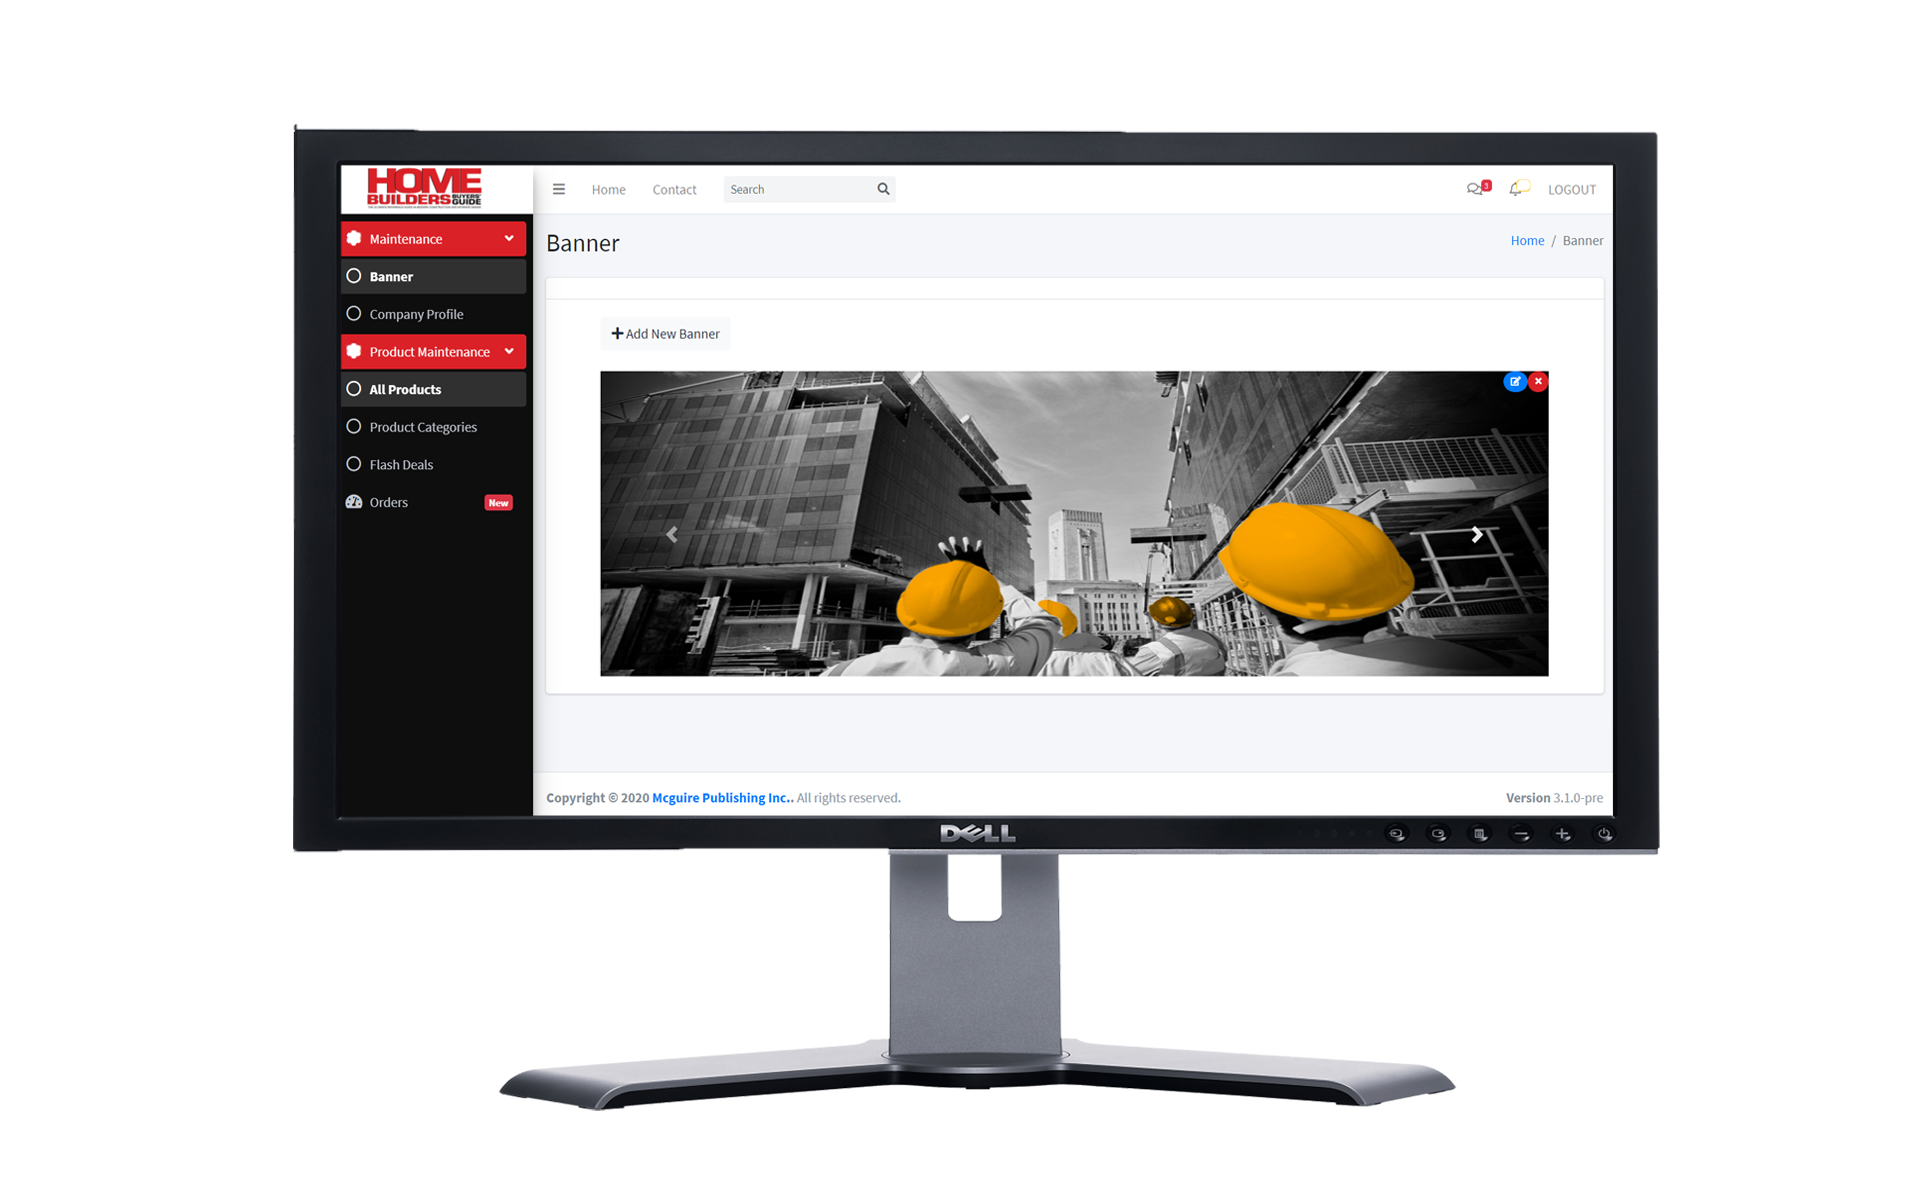 HOME
BUILDERS BUYERS' GUIDE
Home
Contact
Search
3
LOGOUT
Maintenance
Banner
Company Profile
Product Maintenance
All Products
Product Categories
Flash Deals
Orders
New
Banner
Home / Banner
Add New Banner
Copyright © 2020 Mcguire Publishing Inc.. All rights reserved.
Version 3.1.0-pre
DELL